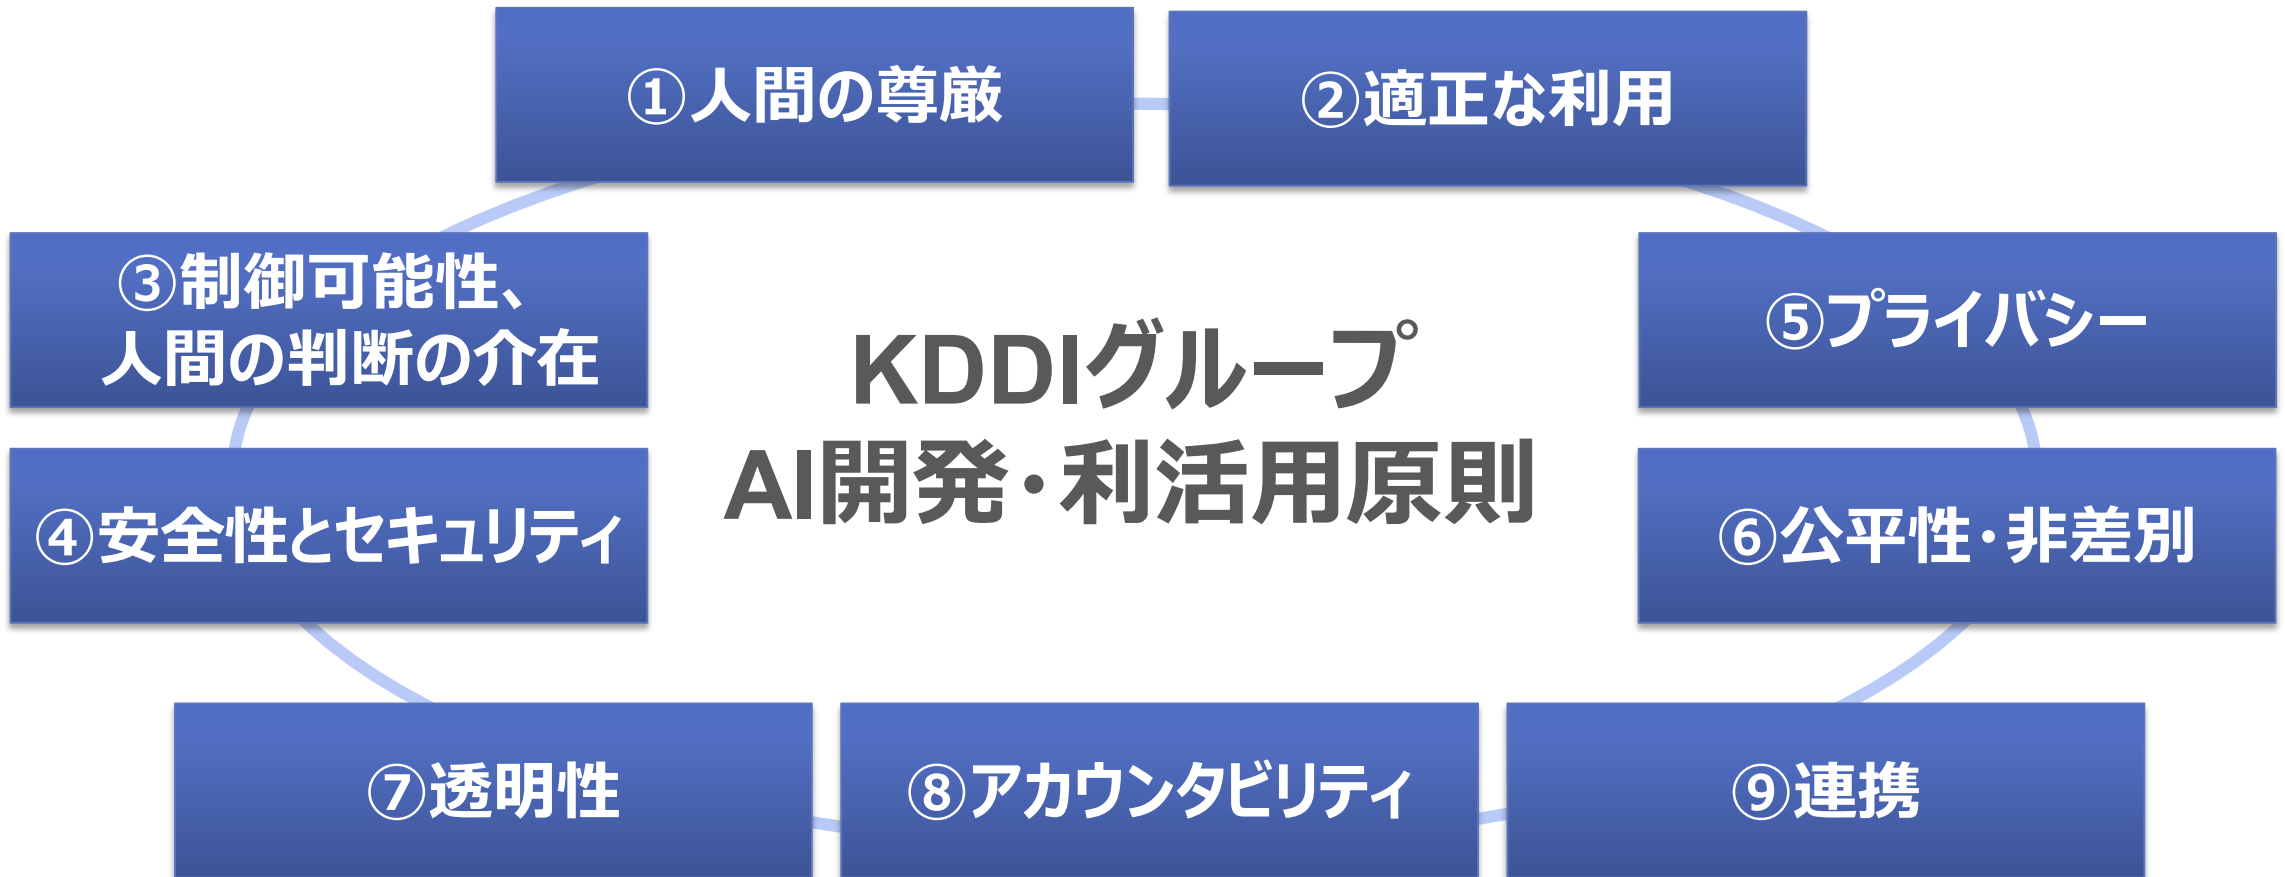 ①人間の尊厳
②適正な利用
③制御可能性、
人間の判断の介在
⑤プライバシー
KDDIグループ
AI開発・利活用原則
④安全性とセキュリティ
⑥公平性・非差別
⑦透明性
⑧アカウンタビリティ
⑨連携